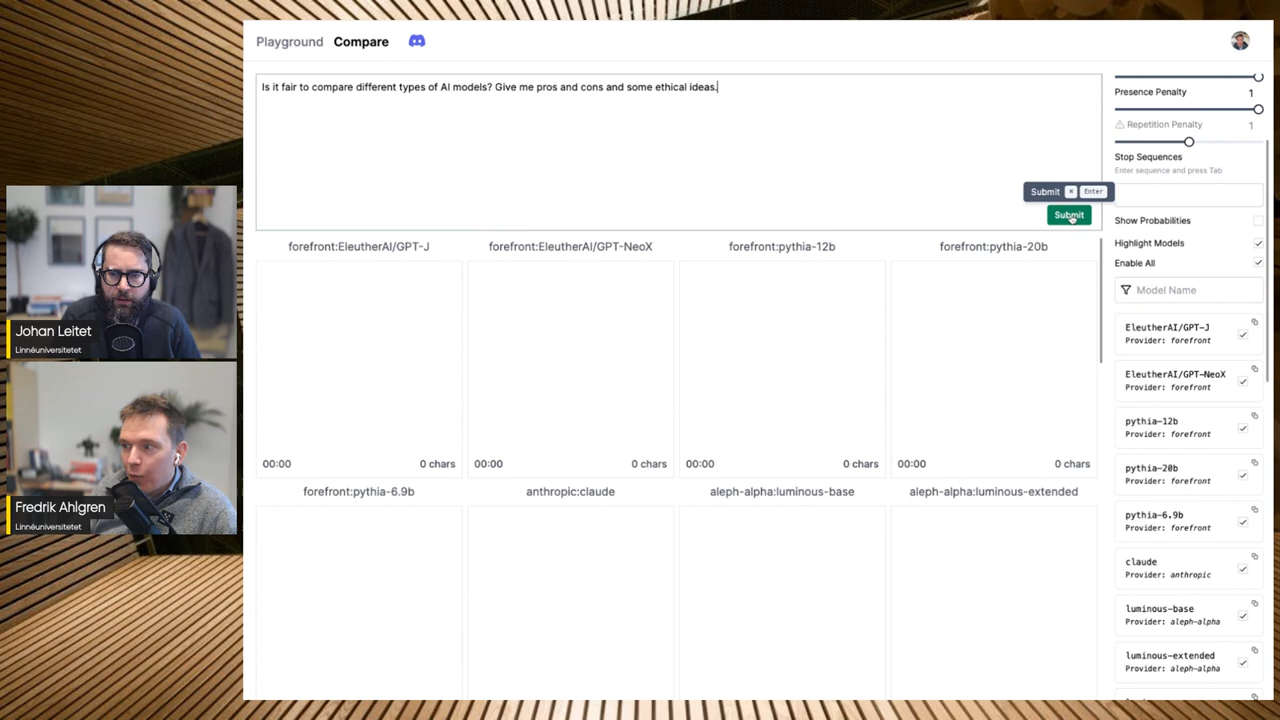 Playground Compare
Is it fair to compare different types of AI models? Give me pros and cons and some ethical ideas.
Submit ⌘ Enter
Submit
forefront:EleutherAI/GPT-J
forefront:EleutherAI/GPT-NeoX
forefront:pythia-12b
forefront:pythia-20b
00:00 0 chars
00:00 0 chars
00:00 0 chars
00:00 0 chars
forefront:pythia-6.9b
anthropic:claude
aleph-alpha:luminous-base
aleph-alpha:luminous-extended
Presence Penalty 1
Repetition Penalty 1
Stop Sequences
Enter sequence and press Tab
Show Probabilities
Highlight Models
Enable All
Model Name
EleutherAI/GPT-J
Provider: forefront
EleutherAI/GPT-NeoX
Provider: forefront
pythia-12b
Provider: forefront
pythia-20b
Provider: forefront
pythia-6.9b
Provider: forefront
claude
Provider: anthropic
luminous-base
Provider: aleph-alpha
luminous-extended
Provider: aleph-alpha
Johan Leitet
Linnéuniversitetet
Fredrik Ahlgren
Linnéuniversitetet